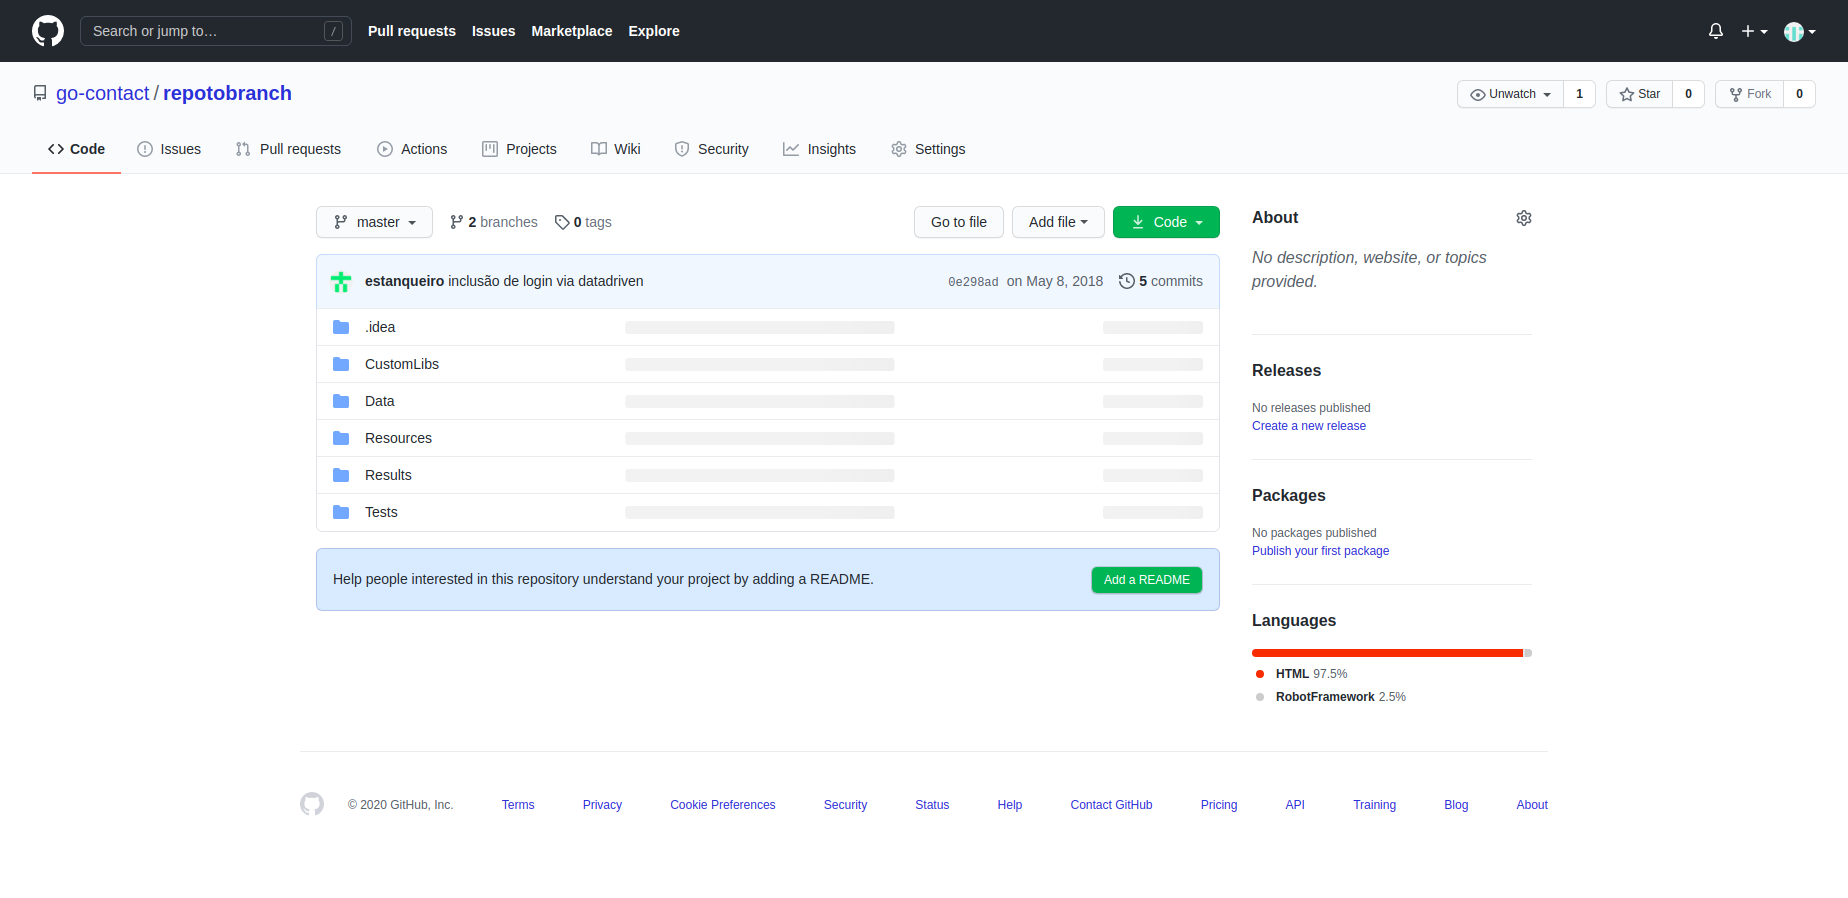 Search or jump to… /
Pull requests Issues Marketplace Explore
go-contact / repotobranch
Unwatch 1 Star 0 Fork 0
Code Issues Pull requests Actions Projects Wiki Security Insights Settings
master 2 branches 0 tags Go to file Add file Code
estanqueiro inclusão de login via datadriven 0e298ad on May 8, 2018 5 commits
.idea
CustomLibs
Data
Resources
Results
Tests
Help people interested in this repository understand your project by adding a README. Add a README
About
No description, website, or topics
provided.
Releases
No releases published
Create a new release
Packages
No packages published
Publish your first package
Languages
HTML 97.5%
RobotFramework 2.5%
© 2020 GitHub, Inc. Terms Privacy Cookie Preferences Security Status Help Contact GitHub Pricing API Training Blog About